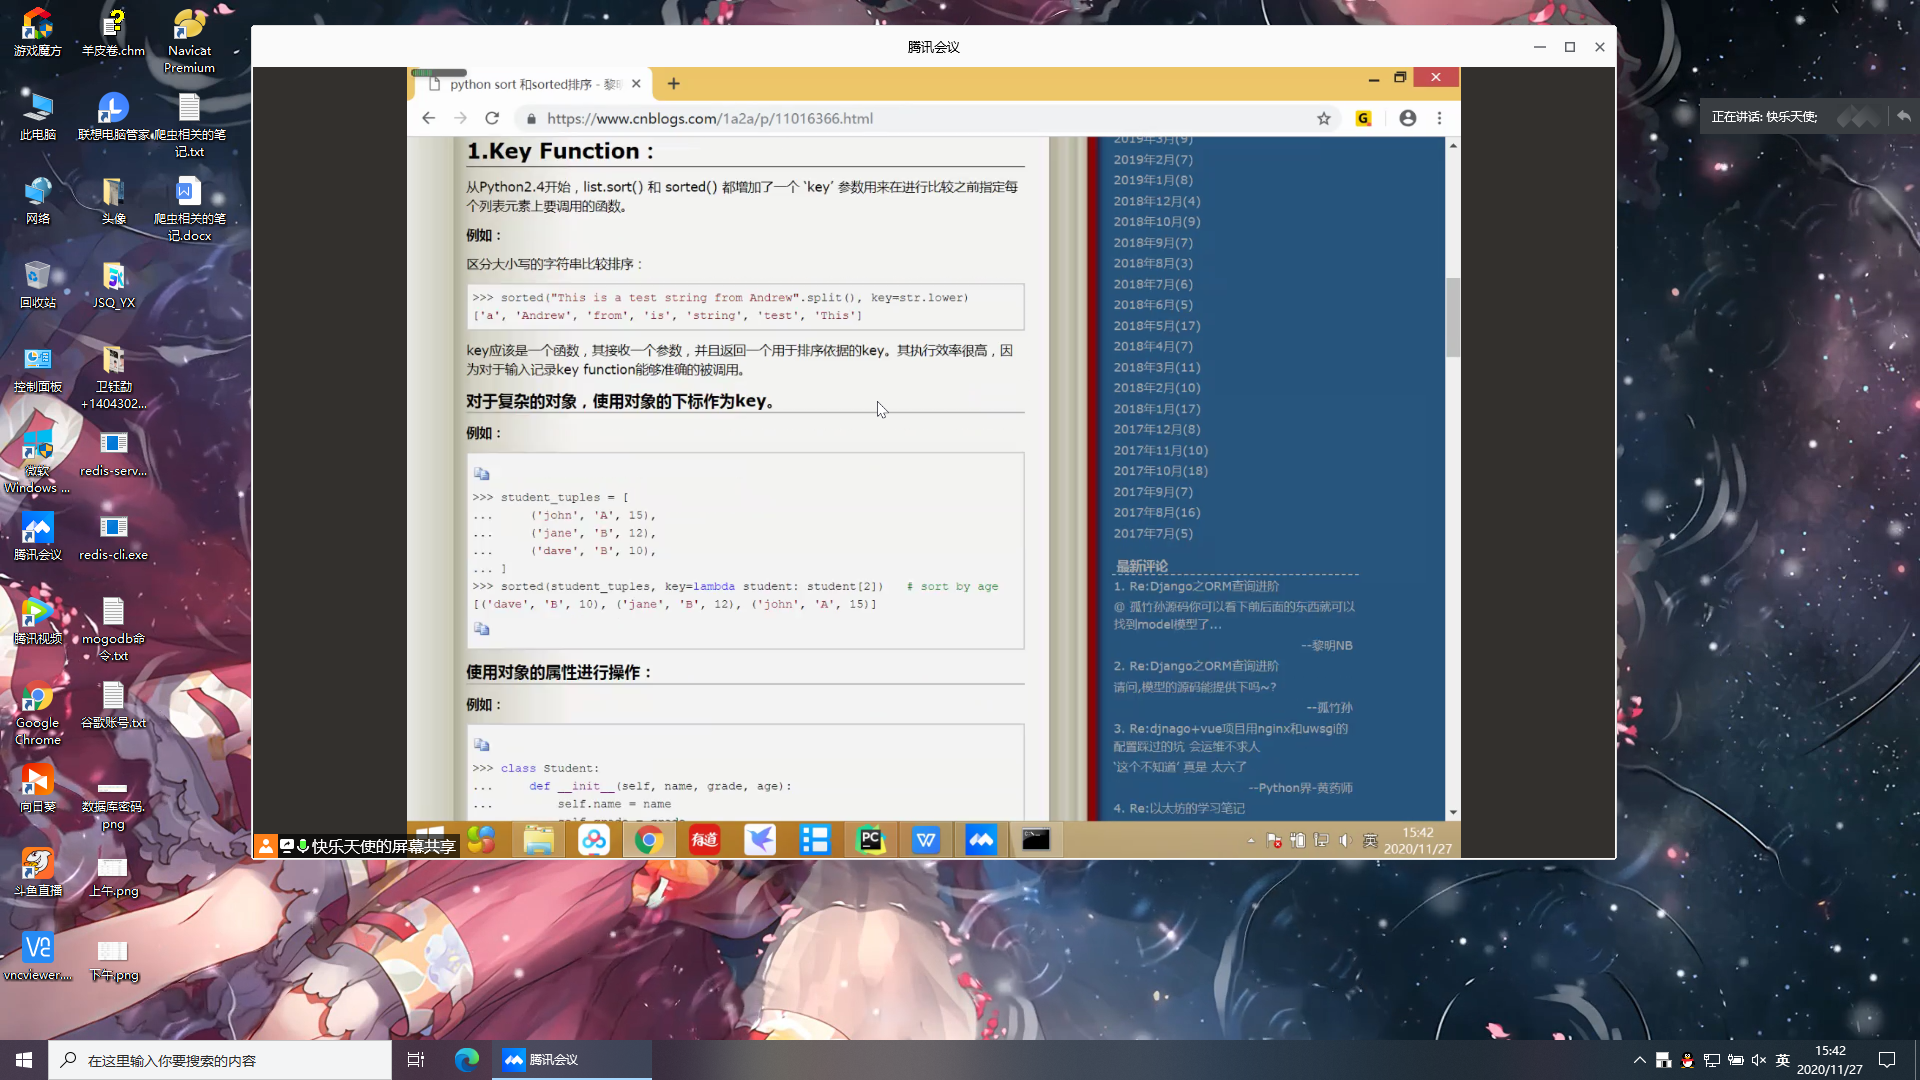 游戏魔方
羊皮卷.chm
Navicat
Premium
此电脑
联想电脑管家
爬虫相关的笔
记.txt
网络
头像
爬虫相关的笔
记.docx
回收站
JSQ_YX
控制面板
卫钰勐
+1404302...
微软
Windows ...
redis-serv...
腾讯会议
redis-cli.exe
腾讯视频
mogodb命
令.txt
Google
Chrome
谷歌账号.txt
向日葵
数据库密码.
png
斗鱼直播
上午.png
vncviewer....
下午.png
腾讯会议
正在讲话: 快乐天使;
python sort 和sorted排序 - 黎
https://www.cnblogs.com/1a2a/p/11016366.html
1.Key Function：
从Python2.4开始，list.sort() 和 sorted() 都增加了一个 ‘key’ 参数用来在进行比较之前指定每
个列表元素上要调用的函数。
例如：
区分大小写的字符串比较排序：
>>> sorted("This is a test string from Andrew".split(), key=str.lower)
['a', 'Andrew', 'from', 'is', 'string', 'test', 'This']
key应该是一个函数，其接收一个参数，并且返回一个用于排序依据的key。其执行效率很高，因
为对于输入记录key function能够准确的被调用。
对于复杂的对象，使用对象的下标作为key。
例如：
>>> student_tuples = [
...     ('john', 'A', 15),
...     ('jane', 'B', 12),
...     ('dave', 'B', 10),
... ]
>>> sorted(student_tuples, key=lambda student: student[2])   # sort by age
[('dave', 'B', 10), ('jane', 'B', 12), ('john', 'A', 15)]
使用对象的属性进行操作：
例如：
>>> class Student:
...     def __init__(self, name, grade, age):
...         self.name = name
self.grade = grade
2019年3月(9)
2019年2月(7)
2019年1月(8)
2018年12月(4)
2018年10月(9)
2018年9月(7)
2018年8月(3)
2018年7月(6)
2018年6月(5)
2018年5月(17)
2018年4月(7)
2018年3月(11)
2018年2月(10)
2018年1月(17)
2017年12月(8)
2017年11月(10)
2017年10月(18)
2017年9月(7)
2017年8月(16)
2017年7月(5)
最新评论
1. Re:Django之ORM查询进阶
@ 孤竹孙源码你可以看下前后面的东西就可以
找到model模型了...
--黎明NB
2. Re:Django之ORM查询进阶
请问,模型的源码能提供下吗~?
--孤竹孙
3. Re:djnago+vue项目用nginx和uwsgi的
配置踩过的坑 会运维不求人
‘这个不知道’ 真是 太六了
--Python界-黄药师
4. Re:以太坊的学习笔记
快乐天使的屏幕共享
有道
英
15:42
2020/11/27
在这里输入你要搜索的内容
腾讯会议
英
15:42
2020/11/27